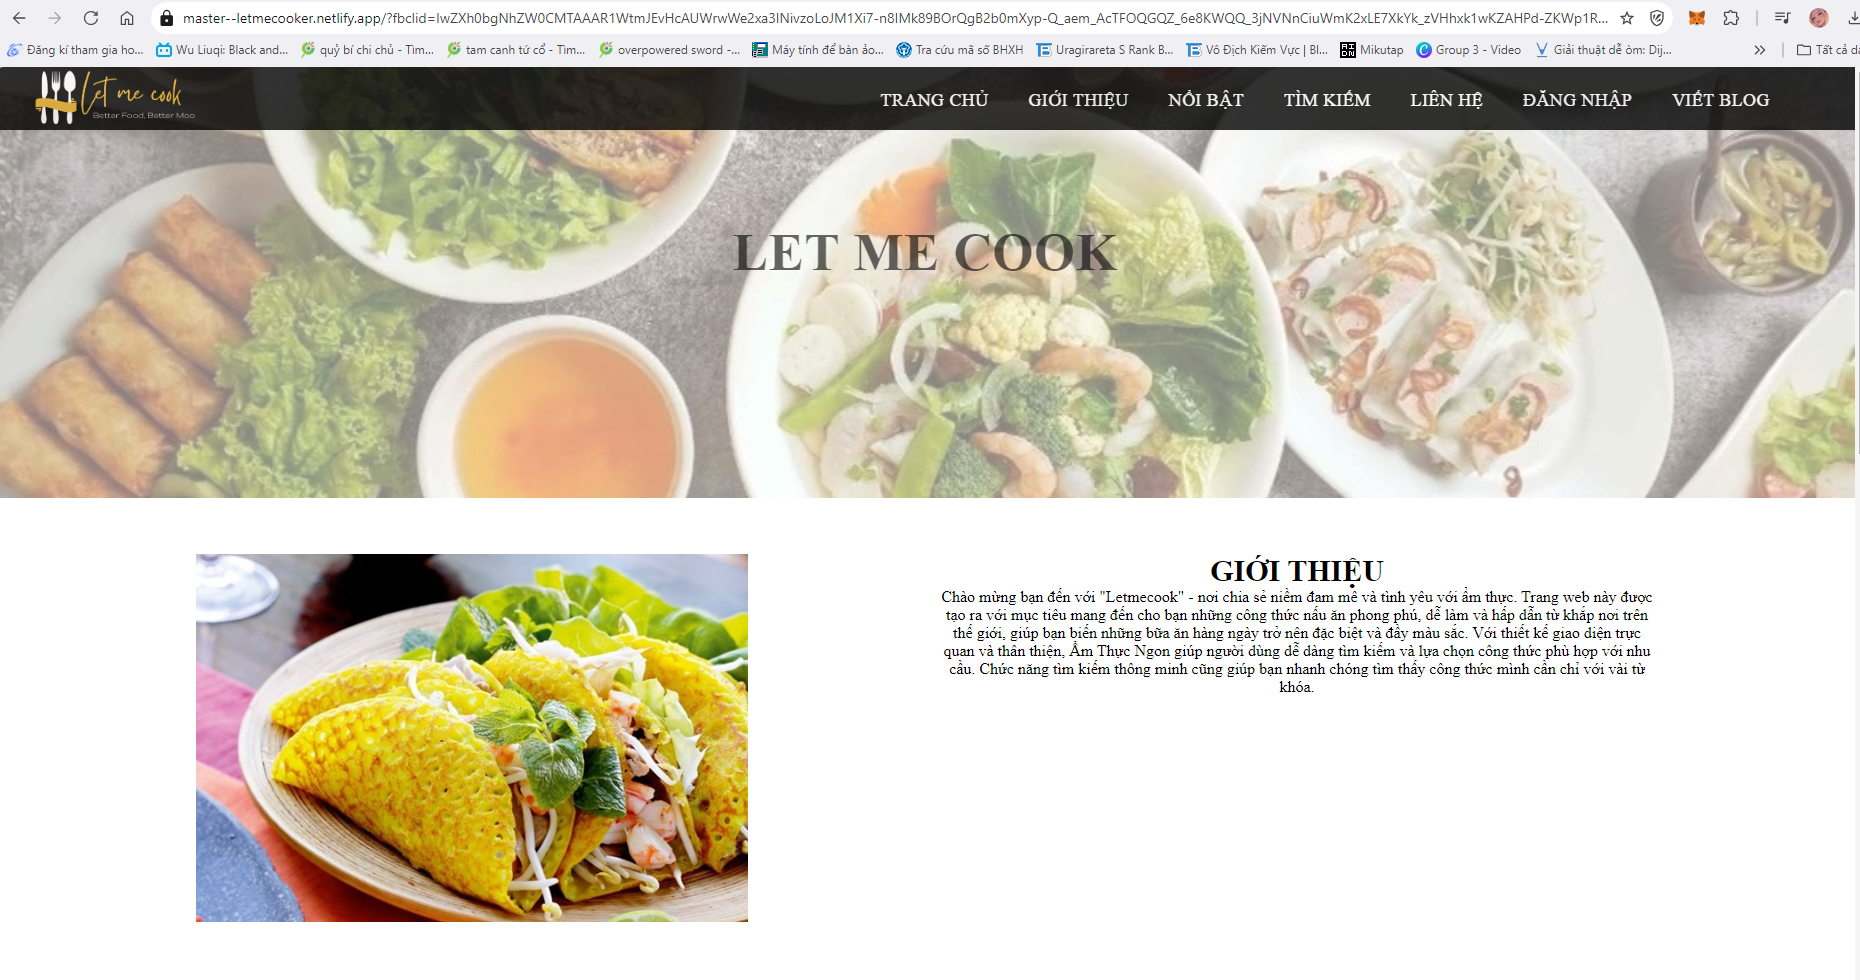 master--letmecooker.netlify.app/?fbclid=IwZXh0bgNhZW0CMTAAAR1WtmJEvHcAUWrwWe2xa3lNivzoLoJM1Xi7-n8IMk89BOrQgB2b0mXyp-Q_aem_AcTFOQGQZ_6e8KWQQ_3jNVNnCiuWmK2xLE7XkYk_zVHhxk1wKZAHPd-ZKWp1R...
Đăng kí tham gia ho... Wu Liuqi: Black and... quỷ bí chi chủ - Tìm... tam canh tứ cổ - Tìm... overpowered sword -... Máy tính để bàn ảo... Tra cứu mã số BHXH Uragirareta S Rank B... Vô Địch Kiếm Vực | Bl... Mikutap Group 3 - Video Giải thuật dễ òm: Dij... Tất cả dấ
Let me cook
Better Food, Better Moo
TRANG CHỦ GIỚI THIỆU NỔI BẬT TÌM KIẾM LIÊN HỆ ĐĂNG NHẬP VIẾT BLOG
LET ME COOK
GIỚI THIỆU
Chào mừng bạn đến với "Letmecook" - nơi chia sẻ niềm đam mê và tình yêu với ẩm thực. Trang web này được
tạo ra với mục tiêu mang đến cho bạn những công thức nấu ăn phong phú, dễ làm và hấp dẫn từ khắp nơi trên
thế giới, giúp bạn biến những bữa ăn hàng ngày trở nên đặc biệt và đầy màu sắc. Với thiết kế giao diện trực
quan và thân thiện, Ẩm Thực Ngon giúp người dùng dễ dàng tìm kiếm và lựa chọn công thức phù hợp với nhu
cầu. Chức năng tìm kiếm thông minh cũng giúp bạn nhanh chóng tìm thấy công thức mình cần chỉ với vài từ
khóa.